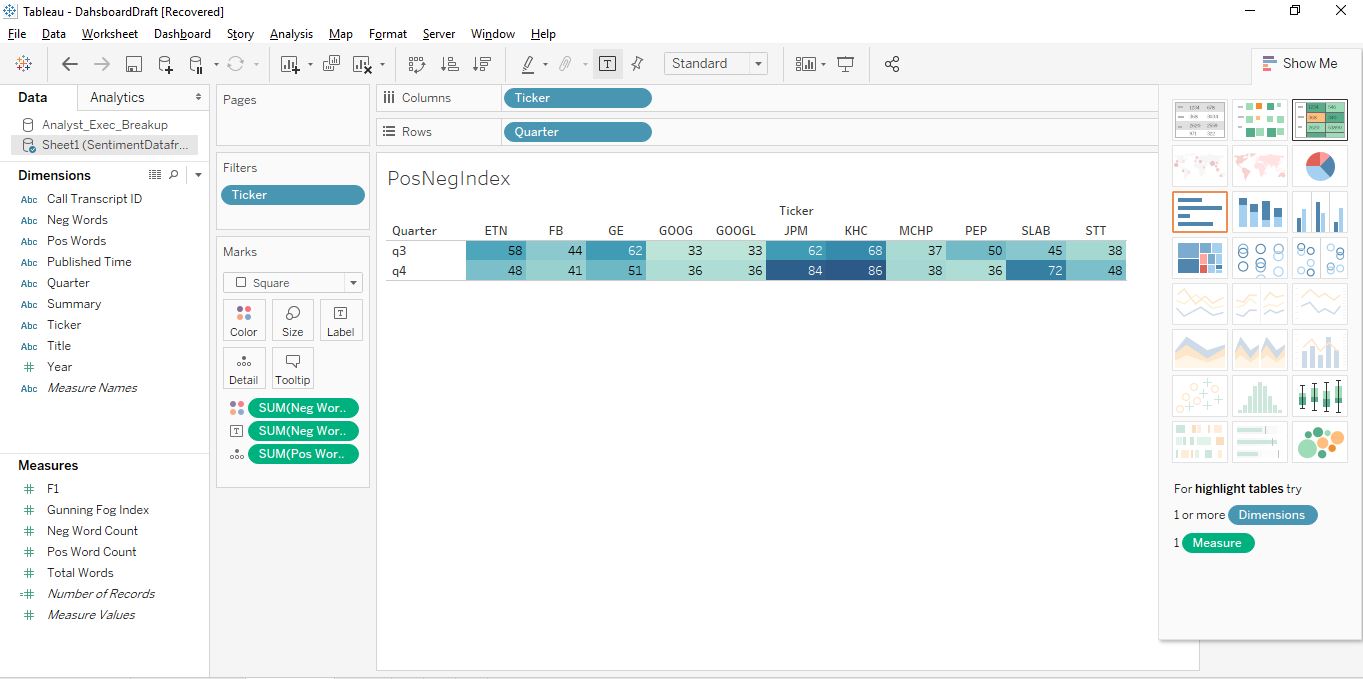 Tableau - DahsboardDraft [Recovered]
File Data Worksheet Dashboard Story Analysis Map Format Server Window Help
Standard
Show Me
Data Analytics
Analyst_Exec_Breakup
Sheet1 (SentimentDatafr...
Dimensions
Abc Call Transcript ID
Abc Neg Words
Abc Pos Words
Abc Published Time
Abc Quarter
Abc Summary
Abc Ticker
Abc Title
# Year
Abc Measure Names
Measures
# F1
# Gunning Fog Index
# Neg Word Count
# Pos Word Count
# Total Words
=# Number of Records
# Measure Values
Pages
Filters
Ticker
Marks
Square
Color Size Label
Detail Tooltip
SUM(Neg Wor..
SUM(Neg Wor..
SUM(Pos Wor..
Columns Ticker
Rows Quarter
PosNegIndex
Ticker
Quarter ETN FB GE GOOG GOOGL JPM KHC MCHP PEP SLAB STT
q3 58 44 62 33 33 62 68 37 50 45 38
q4 48 41 51 36 36 84 86 38 36 72 48
For highlight tables try
1 or more Dimensions
1 Measure